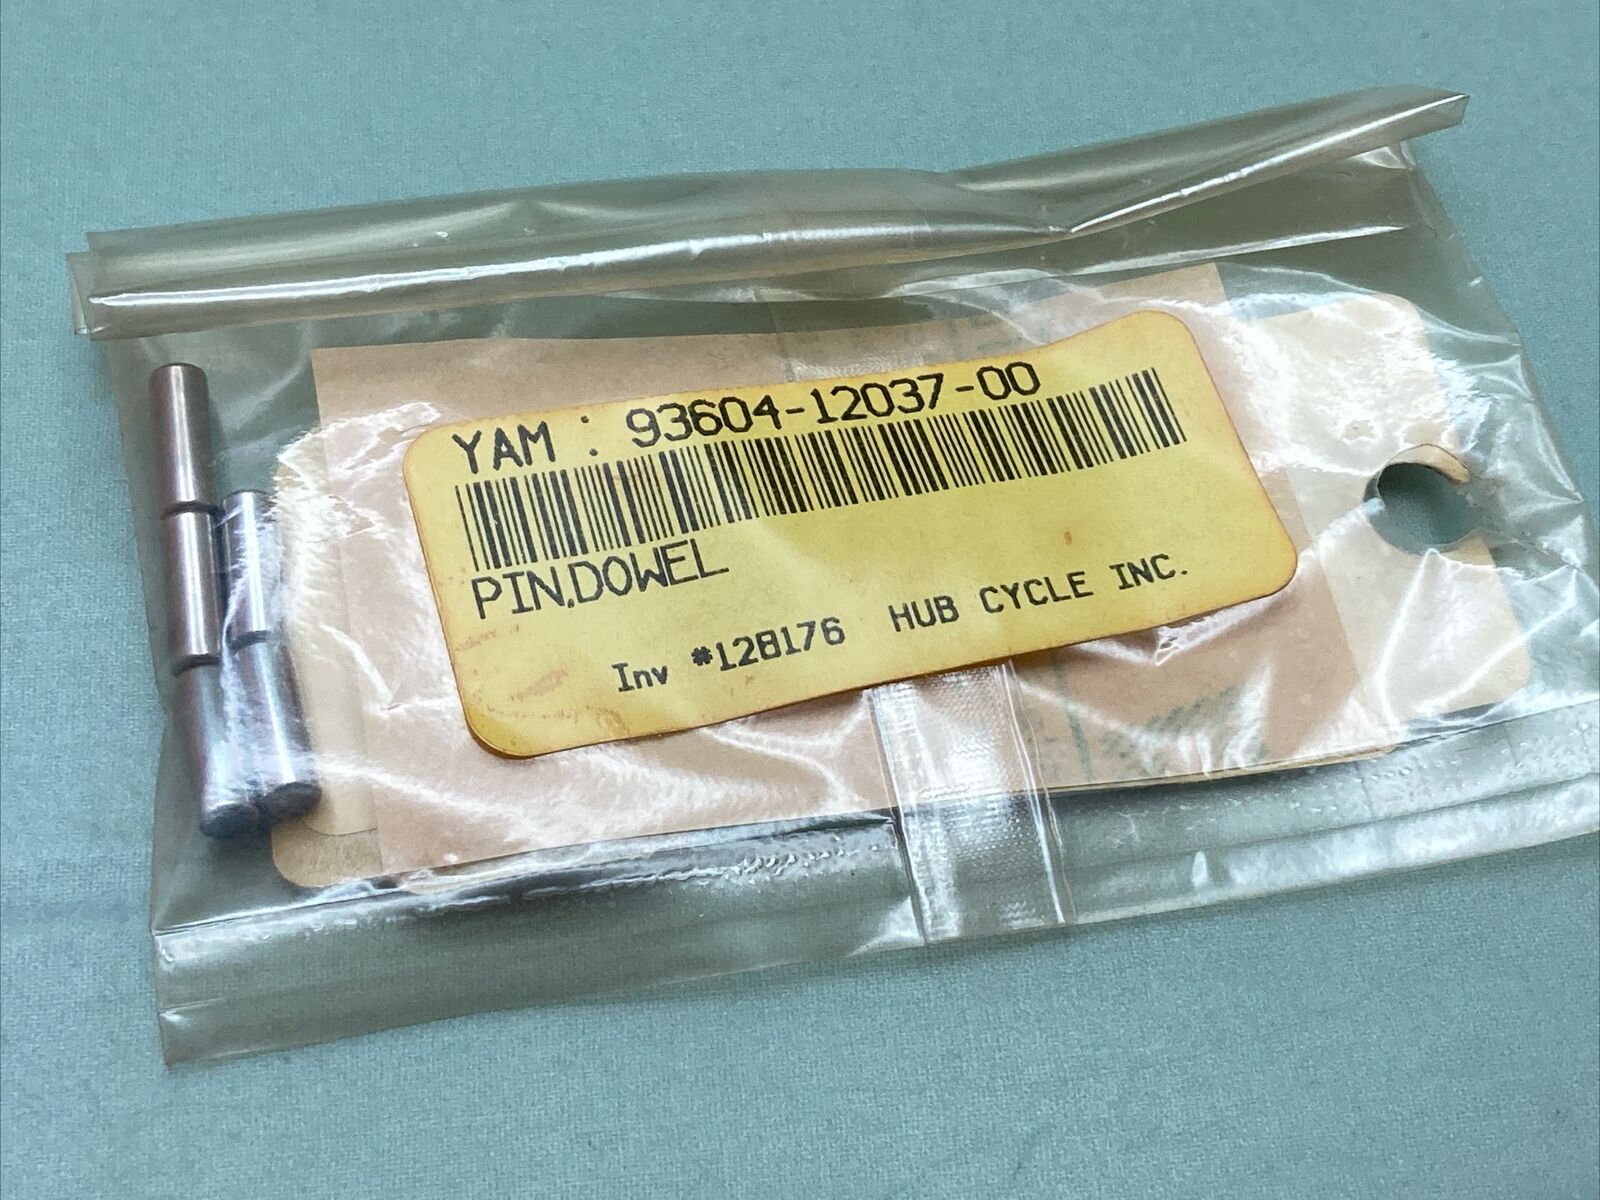 YAM : 93604-12037-00
PIN,DOWEL
Inv #128176 HUB CYCLE INC.